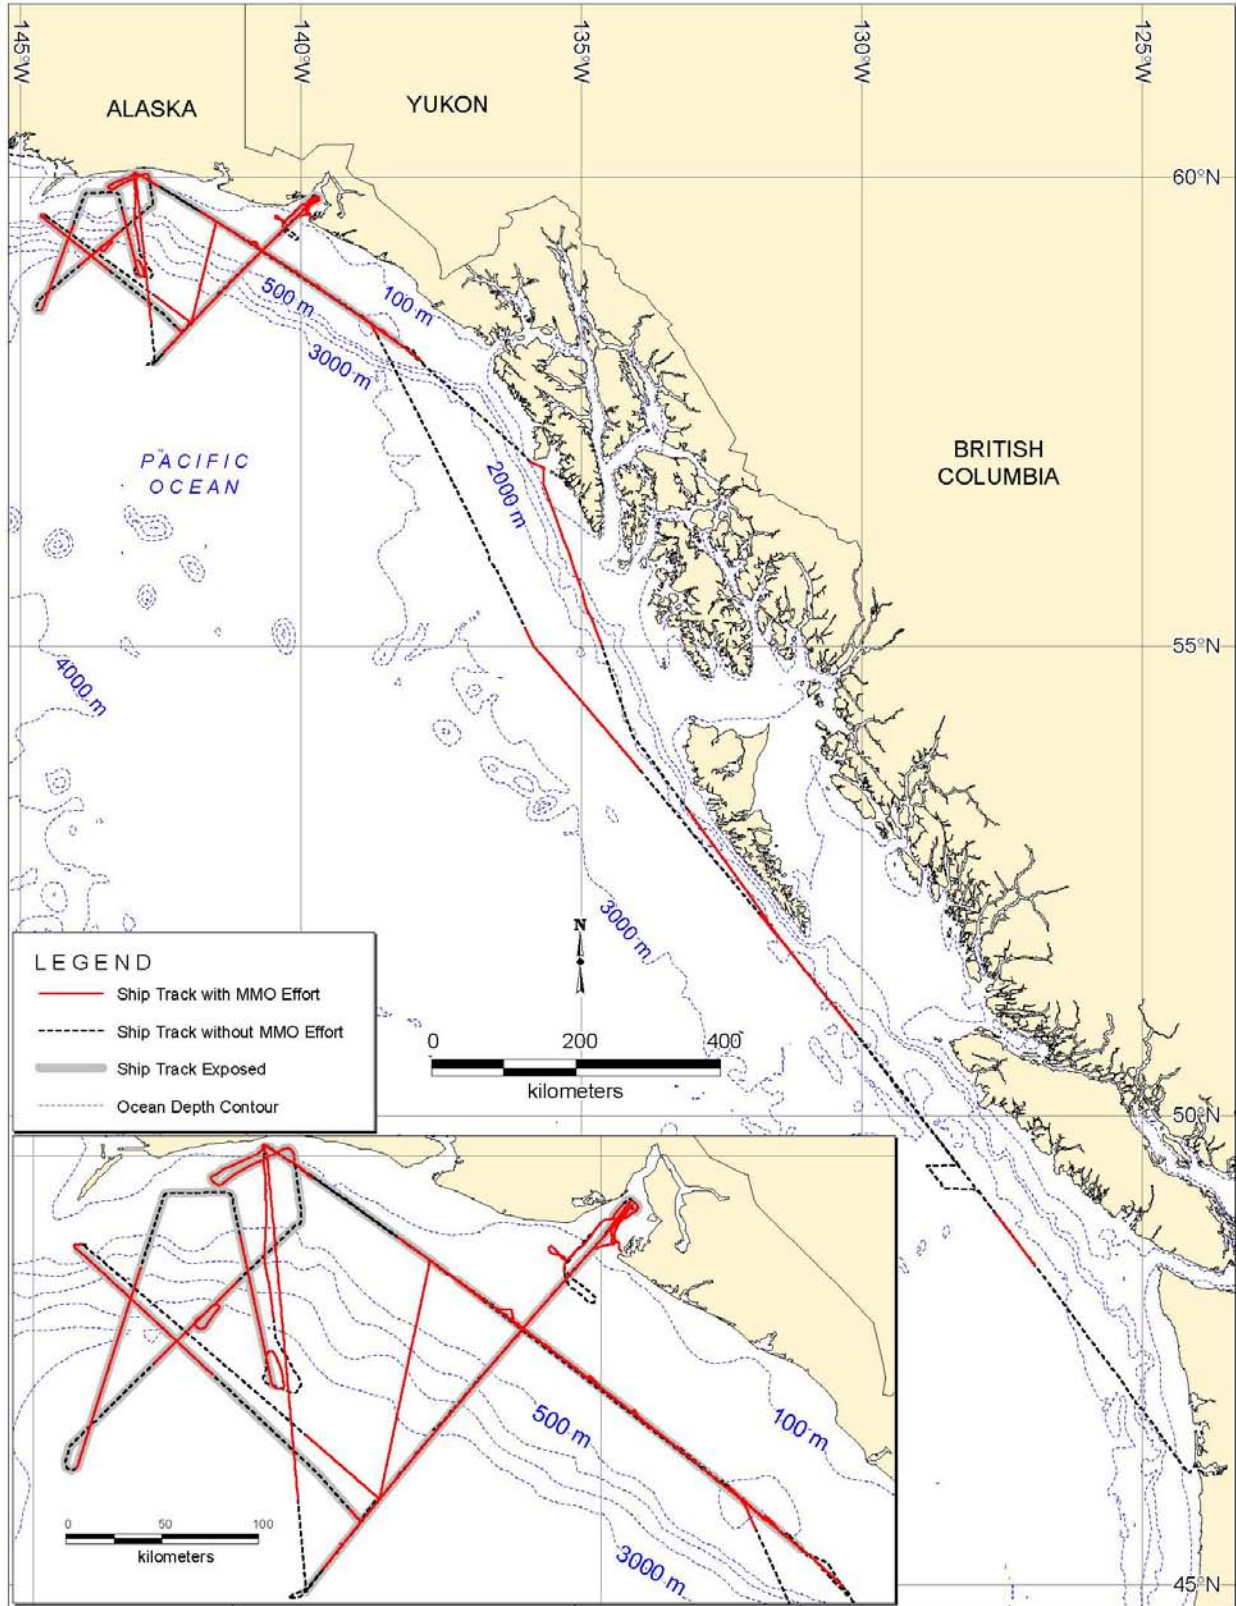 145°W
140°W
135°W
130°W
125°W
ALASKA
YUKON
60°N
500 m
100 m
3000 m
PACIFIC
OCEAN
2000 m
BRITISH
COLUMBIA
55°N
4000 m
3000 m
N
LEGEND
Ship Track with MMO Effort
Ship Track without MMO Effort
Ship Track Exposed
Ocean Depth Contour
0 200 400
kilometers
50°N
500 m
100 m
3000 m
0 50 100
kilometers
45°N